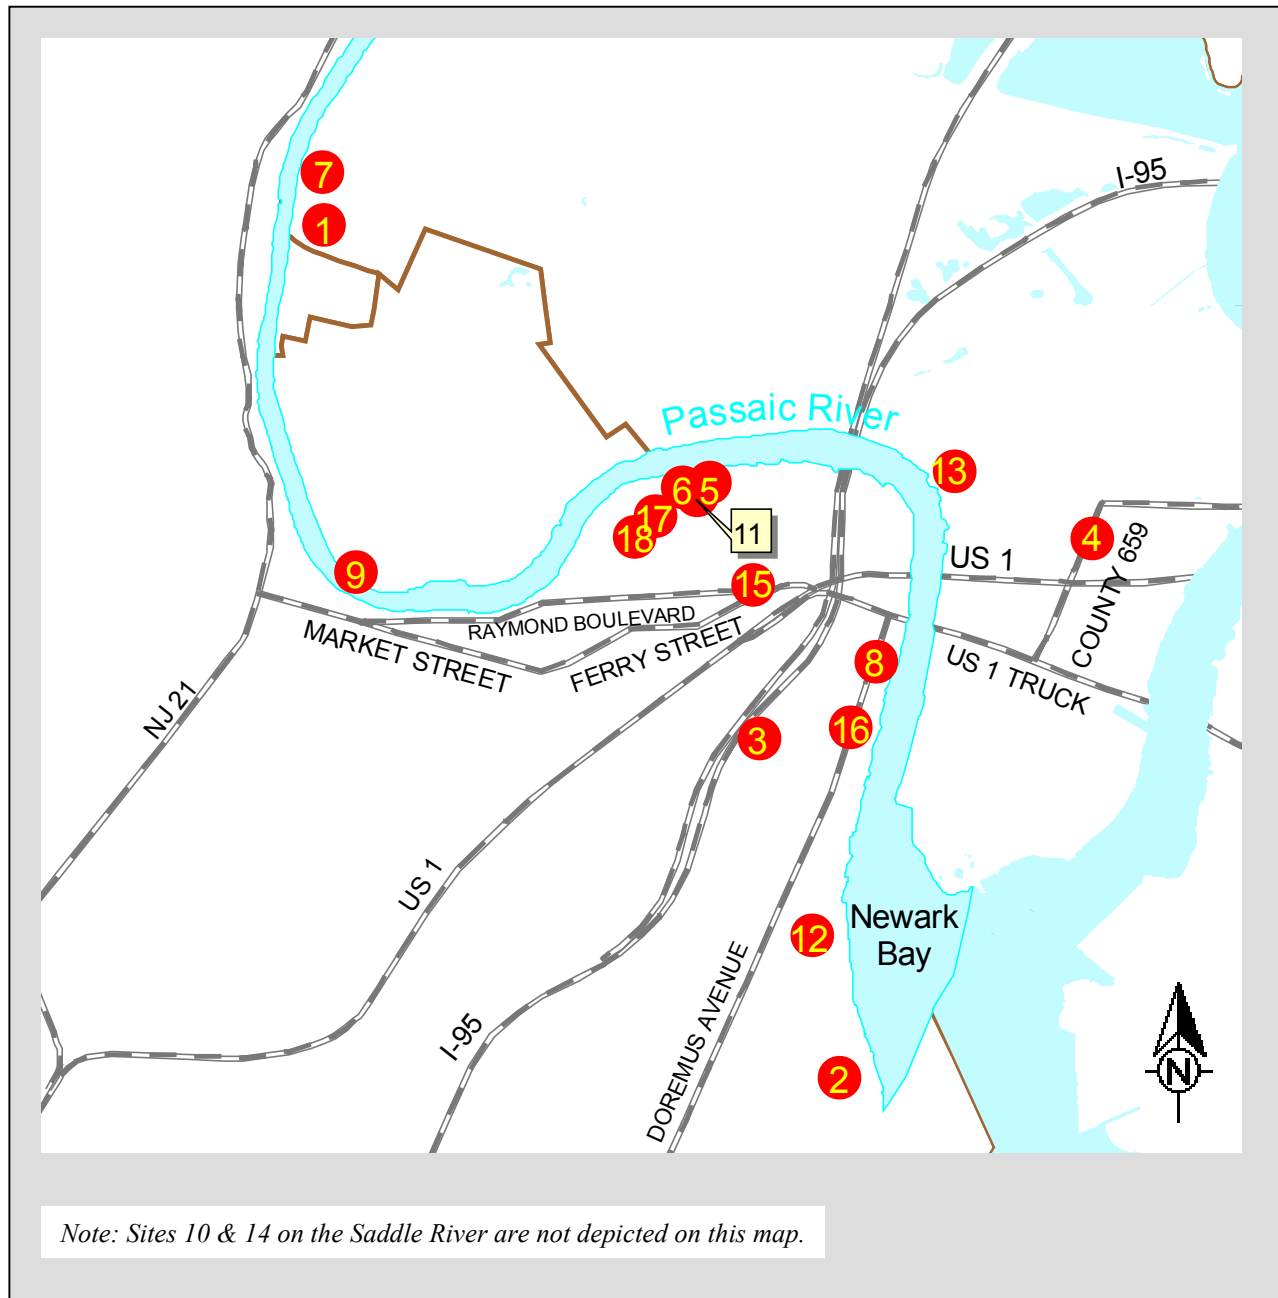 I-95
7
1
Passaic River
13
6
5
17
11
18
4
US 1
COUNTY 659
9
15
RAYMOND BOULEVARD
MARKET STREET
FERRY STREET
8
US 1 TRUCK
NJ 21
3
16
US 1
Newark
Bay
12
DOREMUS AVENUE
I-95
2
N
Note: Sites 10 & 14 on the Saddle River are not depicted on this map.